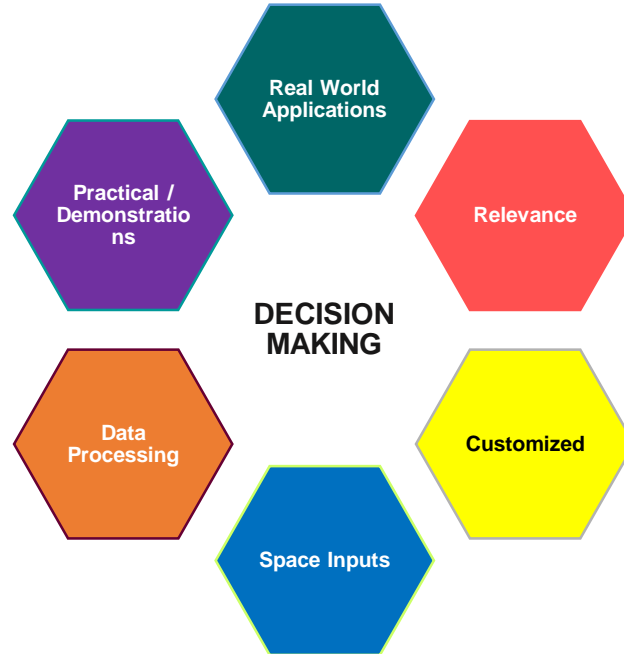 Real World
Applications
Practical /
Demonstratio
ns
Relevance
DECISION
MAKING
Data
Processing
Customized
Space Inputs